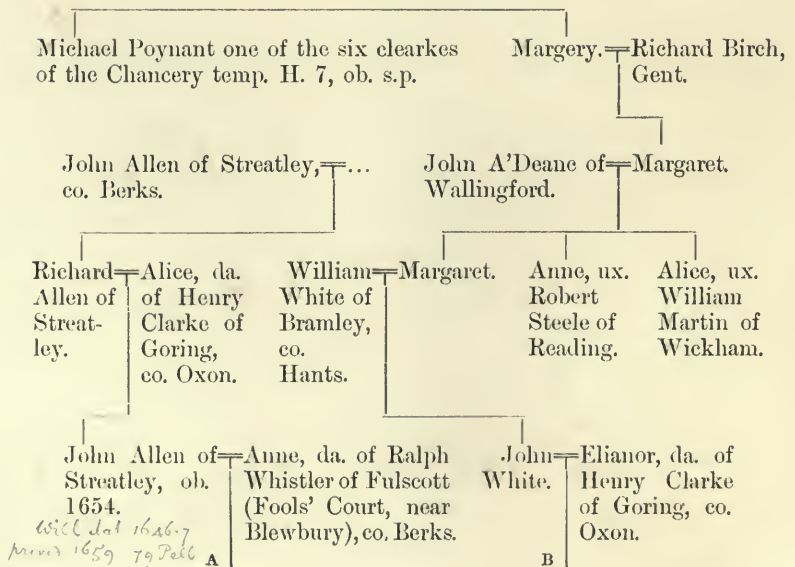 Michael Poynant one of the six clearkes
of the Chancery temp. H. 7, ob. s.p.
Margery.
Richard Birch,
Gent.
John Allen of Streatley,
co. Berks.
...
John A'Deane of
Wallingford.
Margaret.
Richard
Allen of
Streat-
ley.
Alice, da.
of Henry
Clarke of
Goring,
co. Oxon.
William
White of
Bramley,
co.
Hants.
Margaret.
Anne, ux.
Robert
Steele of
Reading.
Alice, ux.
William
Martin of
Wickham.
John Allen of
Streatley, ob.
1654.
Will dat 1646-7
proved 1659 79 Pell
A
Anne, da. of Ralph
Whistler of Fulscott
(Fools' Court, near
Blewbury), co. Berks.
John
White.
B
Elianor, da. of
Henry Clarke
of Goring, co.
Oxon.